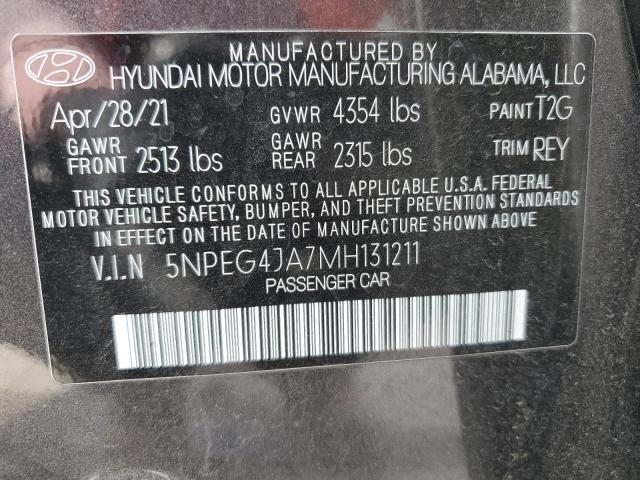 MANUFACTURED BY
HYUNDAI MOTOR MANUFACTURING ALABAMA, LLC
Apr/28/21 GVWR 4354 lbs PAINT T2G
GAWR FRONT 2513 lbs GAWR REAR 2315 lbs TRIM REY
THIS VEHICLE CONFORMS TO ALL APPLICABLE U.S.A. FEDERAL
MOTOR VEHICLE SAFETY, BUMPER, AND THEFT PREVENTION STANDARDS
IN EFFECT ON THE DATE OF MANUFACTURE SHOWN ABOVE.
V.I.N 5NPEG4JA7MH131211
PASSENGER CAR